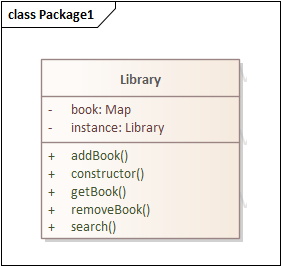 class Package1
Library
- book: Map
- instance: Library
+ addBook()
+ constructor()
+ getBook()
+ removeBook()
+ search()